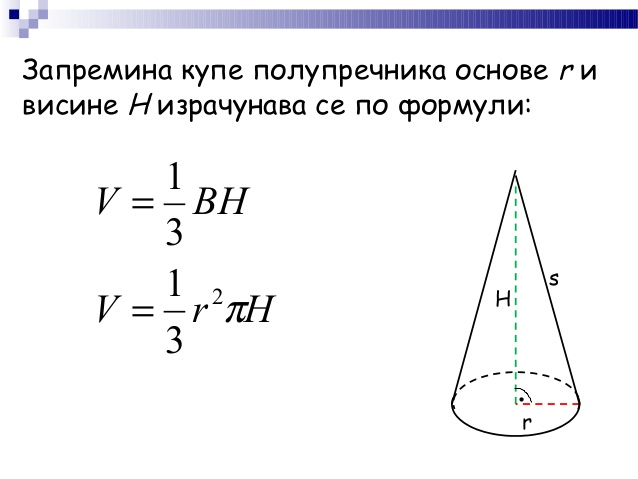 Запремина купе полупречника основе r и
висине H израчунава се по формули:
V = 1/3 BH
V = 1/3 r²πH
s
H
r